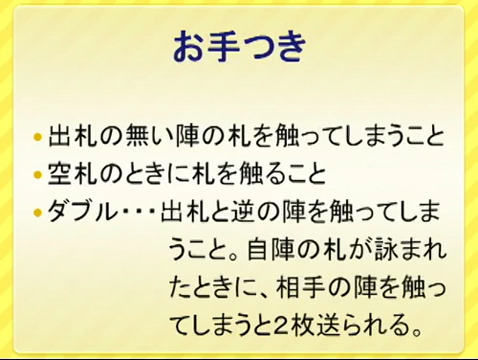 お手つき
•出札の無い陣の札を触ってしまうこと
•空札のときに札を触ること
•ダブル・・・出札と逆の陣を触ってしま
うこと。自陣の札が詠まれ
たときに、相手の陣を触っ
てしまうと２枚送られる。